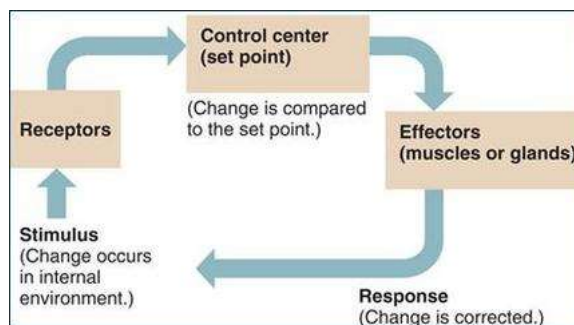 Control center
(set point)
(Change is compared
to the set point.)
Receptors
Effectors
(muscles or glands)
Stimulus
(Change occurs
in internal
environment.)
Response
(Change is corrected.)